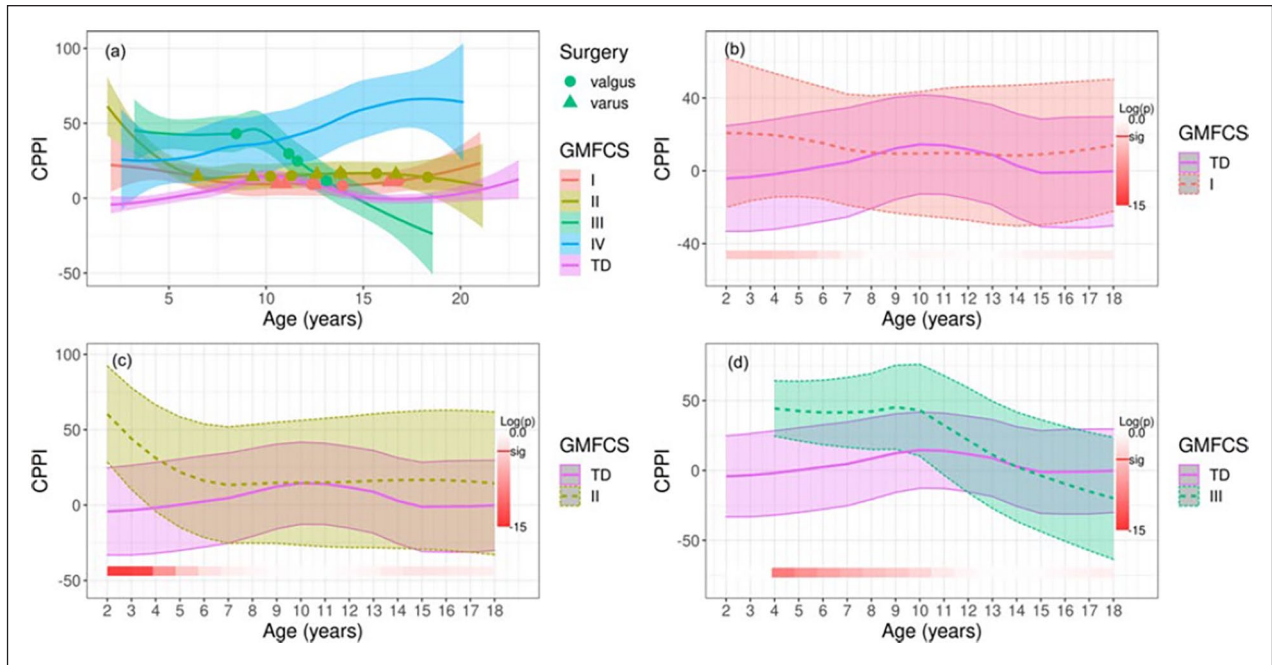 (a)
100
50
0
-50
CPPI
5 10 15 20
Age (years)
Surgery
valgus
varus
GMFCS
I
II
III
IV
TD
(b)
40
0
-40
CPPI
2 3 4 5 6 7 8 9 10 11 12 13 14 15 16 17 18
Age (years)
Log(p)
0.0
sig
-15
GMFCS
TD
I
(c)
100
50
0
-50
CPPI
2 3 4 5 6 7 8 9 10 11 12 13 14 15 16 17 18
Age (years)
Log(p)
0.0
sig
-15
GMFCS
TD
II
(d)
50
0
-50
CPPI
2 3 4 5 6 7 8 9 10 11 12 13 14 15 16 17 18
Age (years)
Log(p)
0.0
sig
-15
GMFCS
TD
III